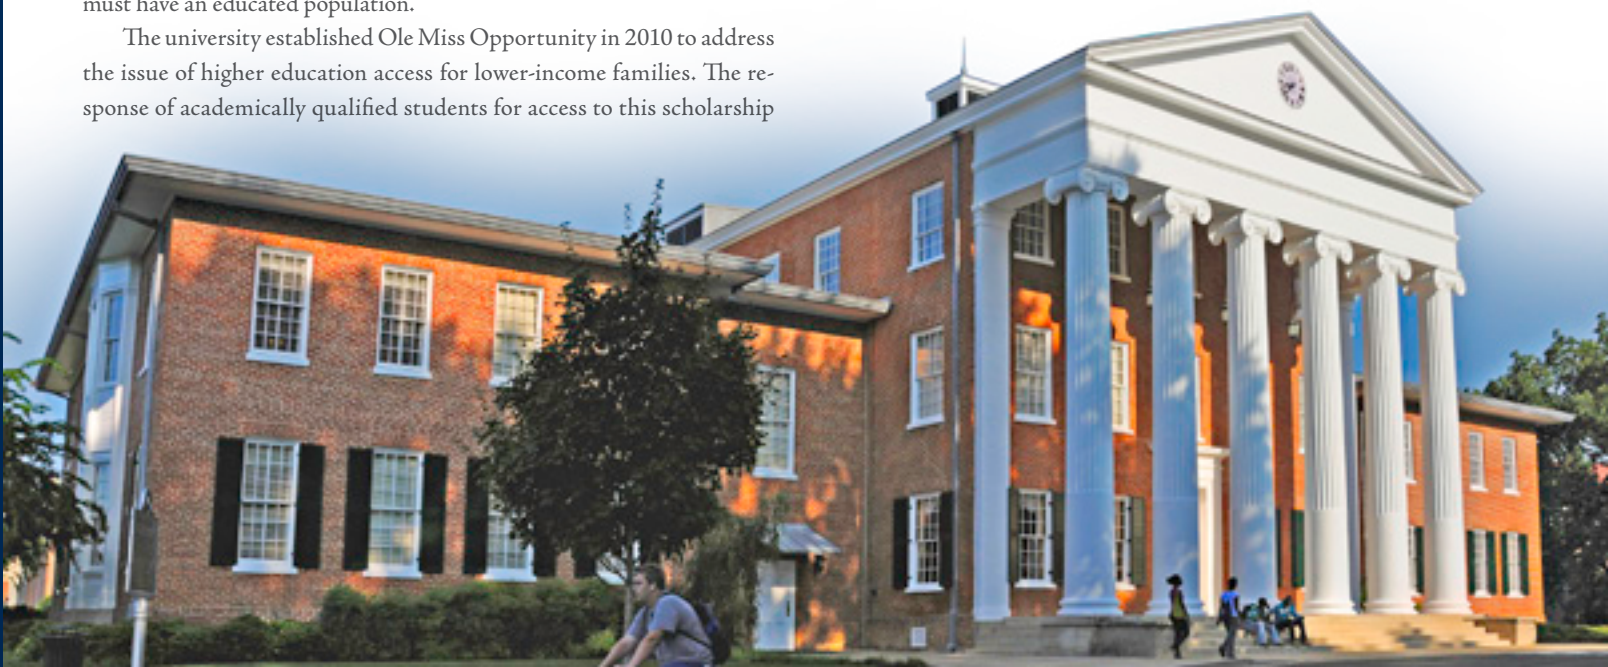 must have an educated population.
The university established Ole Miss Opportunity in 2010 to address
the issue of higher education access for lower-income families. The re-
sponse of academically qualified students for access to this scholarship